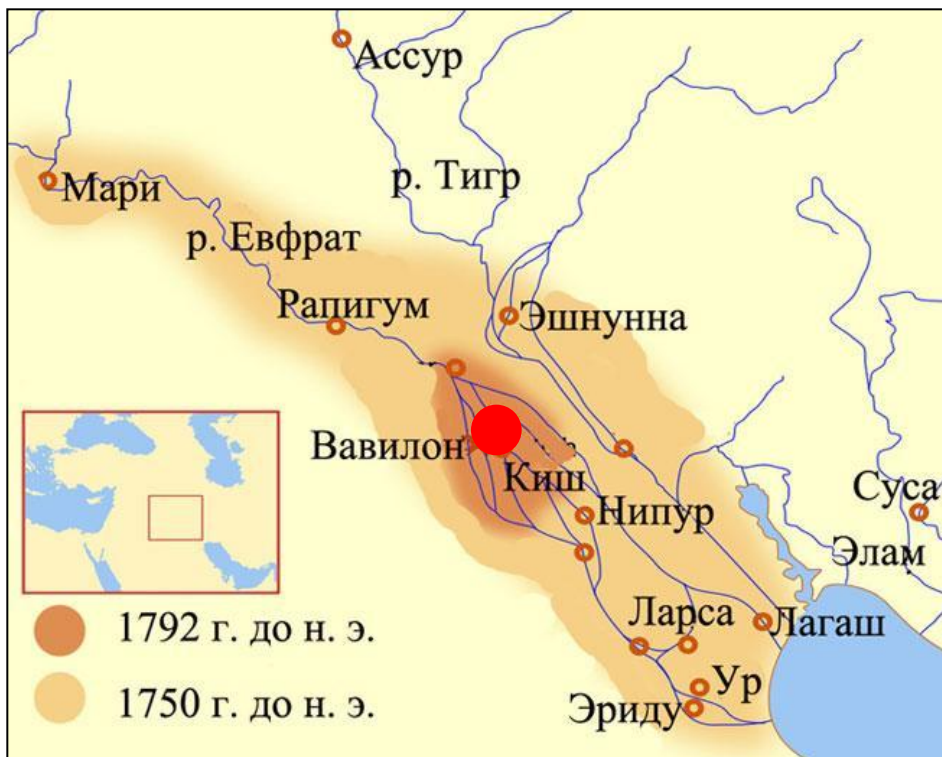 Ассур
р. Тигр
Мари
р. Евфрат
Рапигум
Эшнунна
Вавилон
Киш
Нипур
Суса
Элам
Ларса
Лагаш
Ур
Эриду
1792 г. до н. э.
1750 г. до н. э.